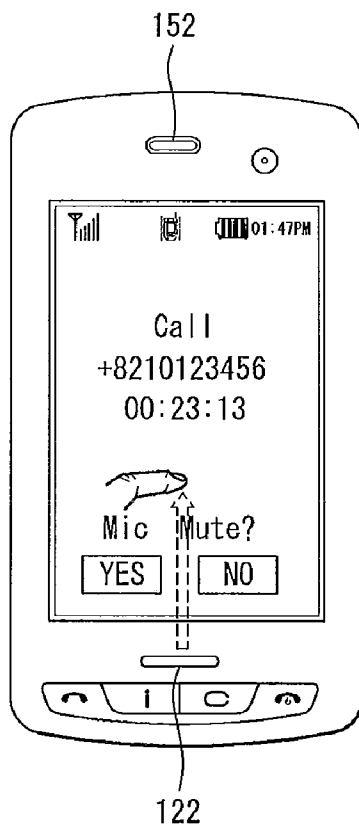 152
01:47PM
Call
+8210123456
00:23:13
Mic Mute?
YES NO
i
122